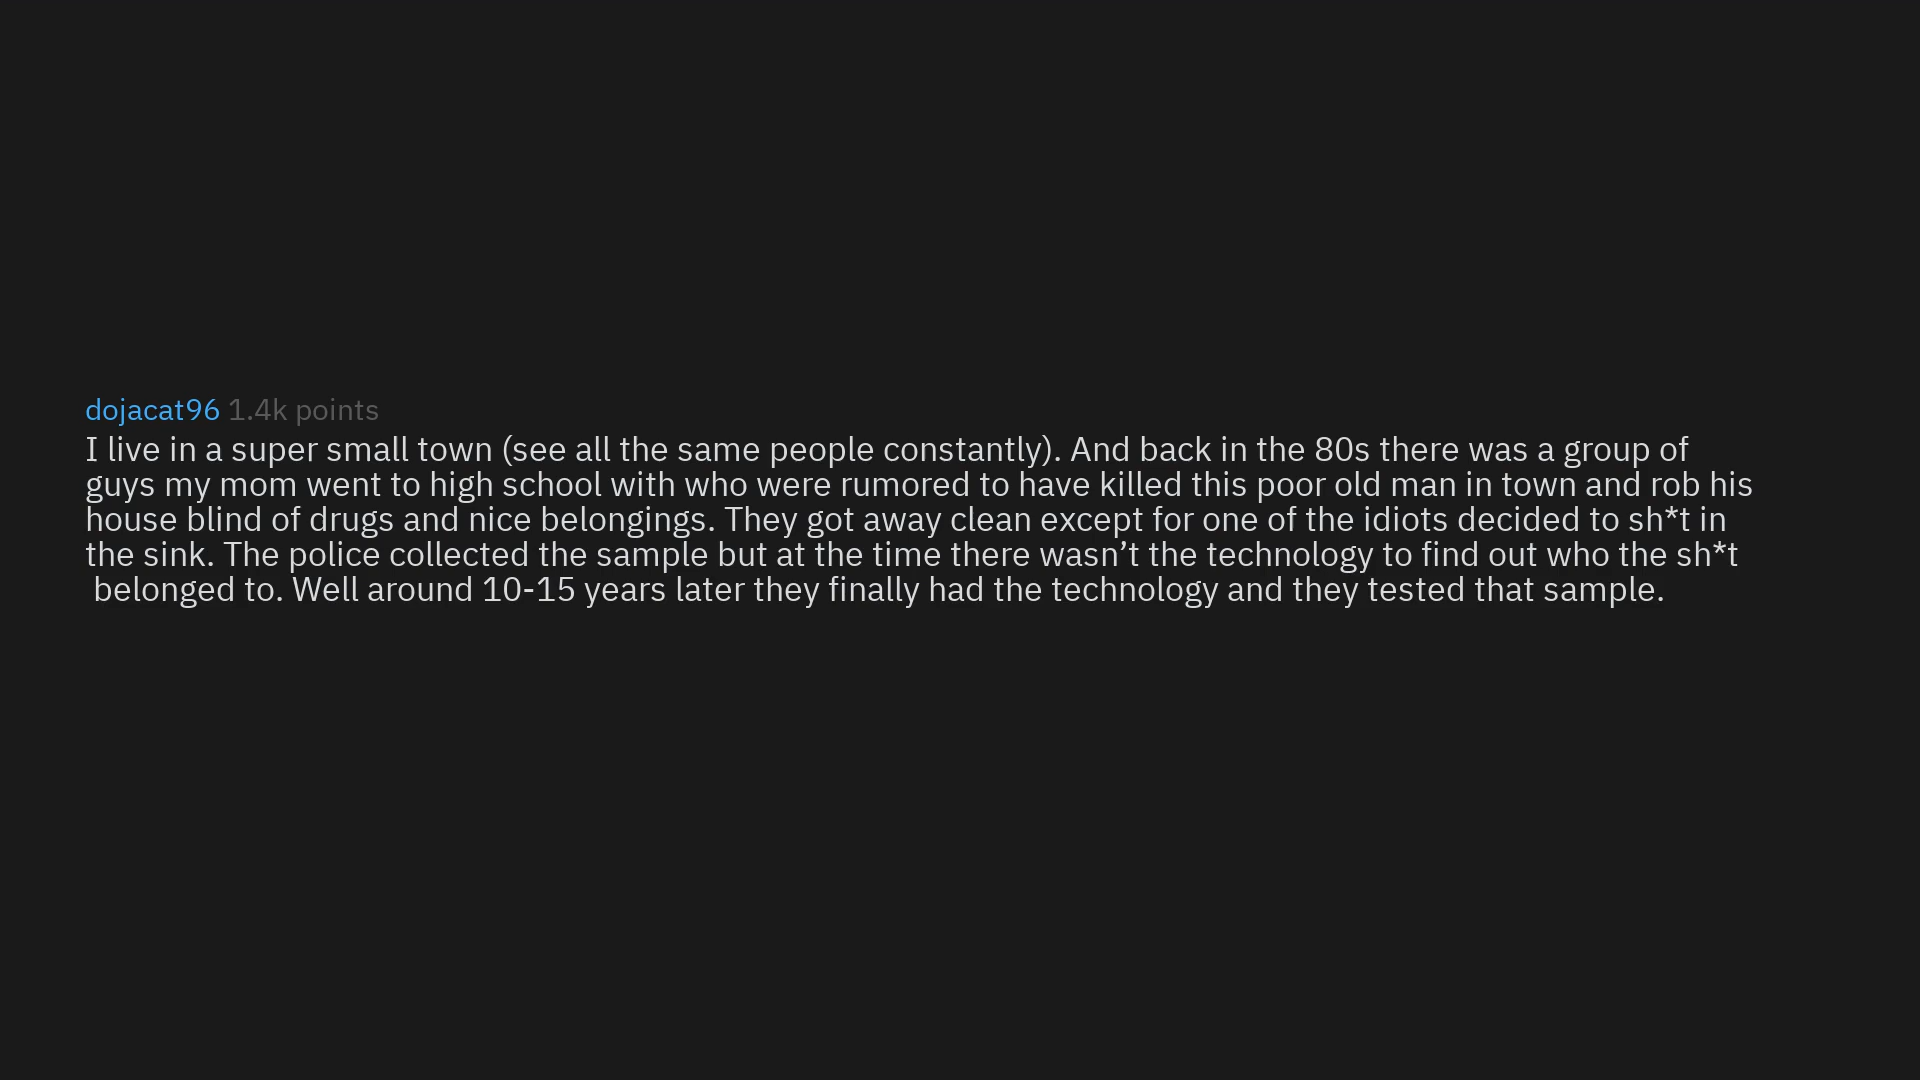 dojacat96 1.4k points
I live in a super small town (see all the same people constantly). And back in the 80s there was a group of
guys my mom went to high school with who were rumored to have killed this poor old man in town and rob his
house blind of drugs and nice belongings. They got away clean except for one of the idiots decided to sh*t in
the sink. The police collected the sample but at the time there wasn’t the technology to find out who the sh*t
belonged to. Well around 10-15 years later they finally had the technology and they tested that sample.